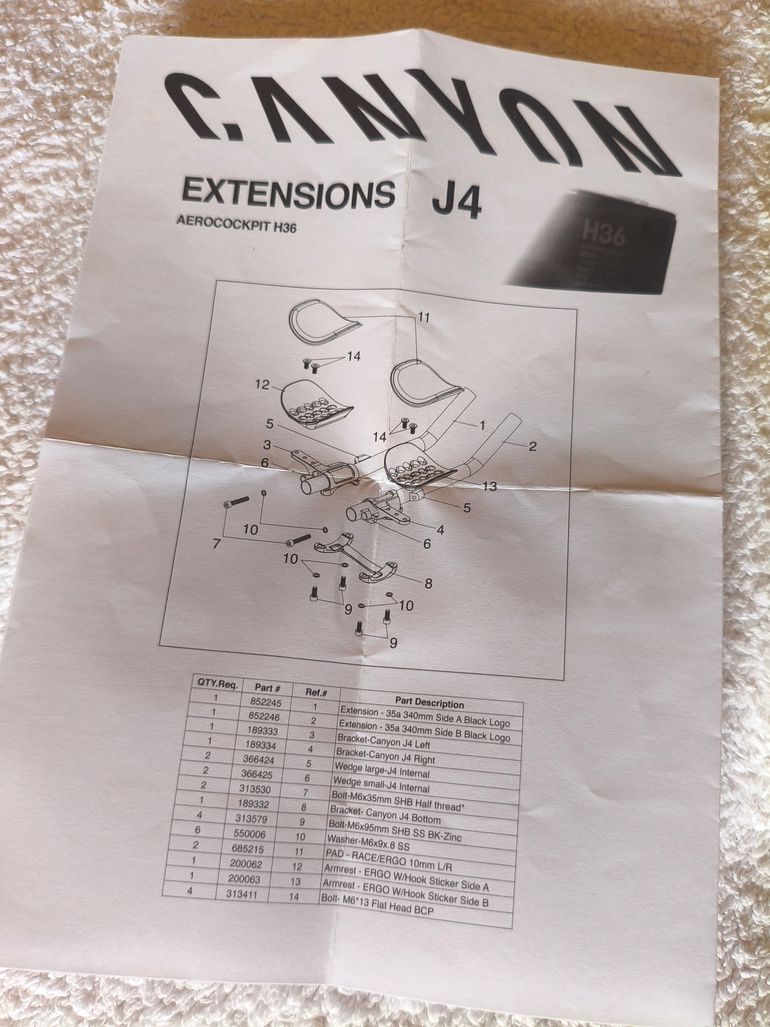 CANYON
EXTENSIONS J4
AEROCOCKPIT H36
H36
11
14
12
1
14
2
5
3
6
13
5
10
4
7
6
10
8
9
10
9
QTY.Req. Part # Ref.# Part Description
1 852245 1 Extension - 35a 340mm Side A Black Logo
1 852246 2 Extension - 35a 340mm Side B Black Logo
1 189333 3 Bracket-Canyon J4 Left
1 189334 4 Bracket-Canyon J4 Right
2 366424 5 Wedge large-J4 Internal
2 366425 6 Wedge small-J4 Internal
2 313530 7 Bolt-M6x35mm SHB Half thread*
1 189332 8 Bracket- Canyon J4 Bottom
4 313579 9 Bolt-M6x95mm SHB SS BK-Zinc
6 550006 10 Washer-M6x9x.8 SS
2 685215 11 PAD - RACE/ERGO 10mm L/R
1 200062 12 Armrest - ERGO W/Hook Sticker Side A
1 200063 13 Armrest - ERGO W/Hook Sticker Side B
4 313411 14 Bolt- M6*13 Flat Head BCP